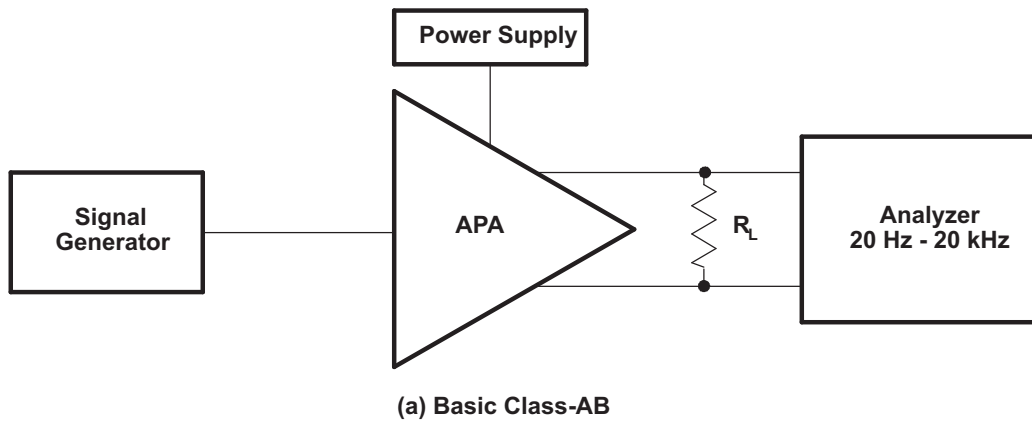 Power Supply
Signal
Generator
APA
RL
Analyzer
20 Hz - 20 kHz
(a) Basic Class-AB